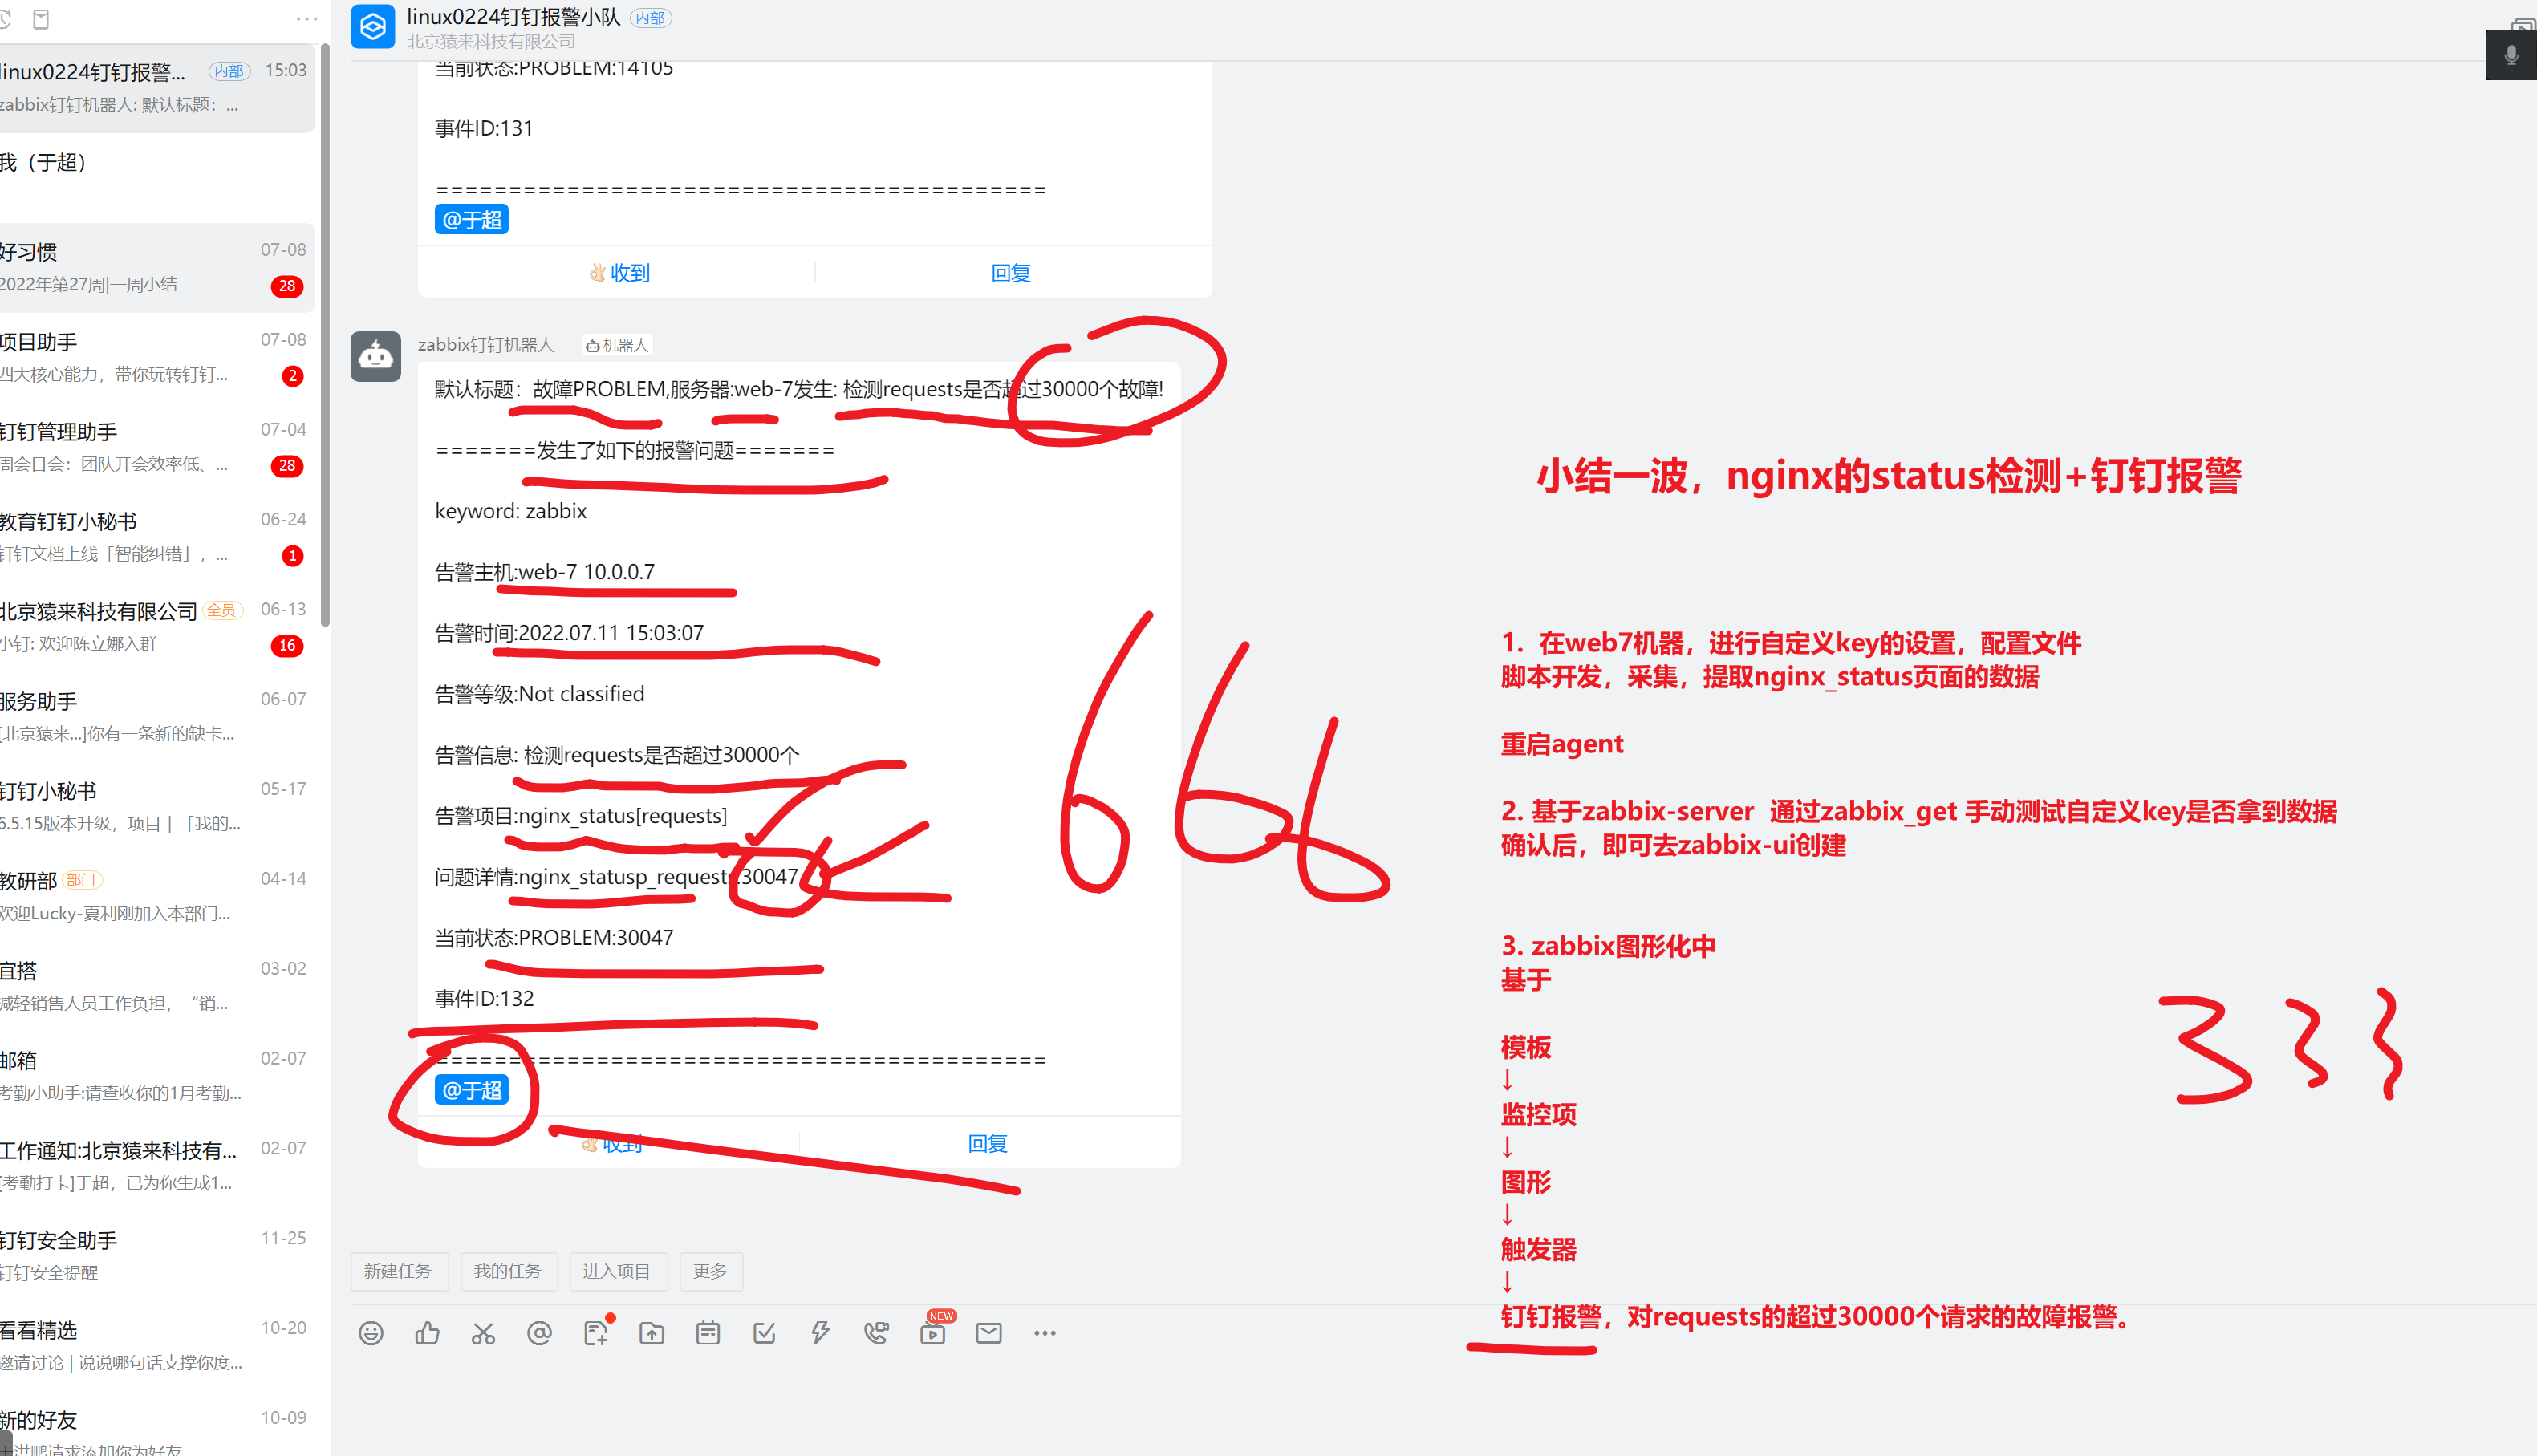 linux0224钉钉报警... 内部 15:03
zabbix钉钉机器人: 默认标题: ...
我（于超）
好习惯 07-08
2022年第27周|一周小结 28
项目助手 07-08
四大核心能力，带你玩转钉钉... 2
钉钉管理助手 07-04
周会日会：团队开会效率低、... 28
教育钉钉小秘书 06-24
钉钉文档上线「智能纠错」，... 1
北京猿来科技有限公司 全员 06-13
小钉: 欢迎陈立娜入群 16
服务助手 06-07
[北京猿来...]你有一条新的缺卡...
钉钉小秘书 05-17
6.5.15版本升级，项目 | 「我的...
教研部 部门 04-14
欢迎Lucky-夏利刚加入本部门...
宜搭 03-02
减轻销售人员工作负担，“销...
邮箱 02-07
考勤小助手:请查收你的1月考勤...
工作通知:北京猿来科技有... 02-07
[考勤打卡]于超，已为你生成1...
钉钉安全助手 11-25
钉钉安全提醒
看看精选 10-20
邀请讨论 | 说说哪句话支撑你度...
新的好友 10-09
洪鹏请求添加你为好友
linux0224钉钉报警小队 内部
北京猿来科技有限公司
当前状态:PROBLEM:14105
事件ID:131
==========================================
@于超
收到 回复
zabbix钉钉机器人 机器人
默认标题：故障PROBLEM,服务器:web-7发生: 检测requests是否超过30000个故障!
=======发生了如下的报警问题=======
keyword: zabbix
告警主机:web-7 10.0.0.7
告警时间:2022.07.11 15:03:07
告警等级:Not classified
告警信息: 检测requests是否超过30000个
告警项目:nginx_status[requests]
问题详情:nginx_statusp_requests:30047
当前状态:PROBLEM:30047
事件ID:132
==========================================
@于超
收到 回复
新建任务 我的任务 进入项目 更多
NEW
666
小结一波，nginx的status检测+钉钉报警
1. 在web7机器，进行自定义key的设置，配置文件
脚本开发，采集，提取nginx_status页面的数据
重启agent
2. 基于zabbix-server 通过zabbix_get 手动测试自定义key是否拿到数据
确认后，即可去zabbix-ui创建
3. zabbix图形化中
基于
模板
↓
监控项
↓
图形
↓
触发器
↓
钉钉报警，对requests的超过30000个请求的故障报警。
333